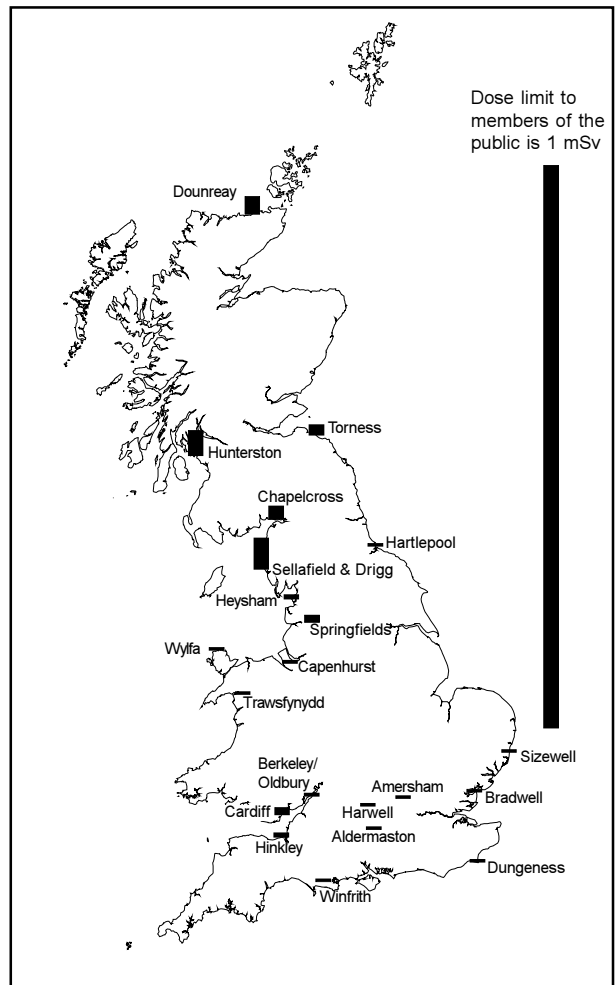 Dose limit to
members of the
public is 1 mSv
Dounreay
Torness
Hunterston
Chapelcross
Hartlepool
Sellafield & Drigg
Heysham
Springfields
Wylfa
Capenhurst
Trawsfynydd
Sizewell
Berkeley/
Oldbury
Amersham
Bradwell
Cardiff
Harwell
Aldermaston
Hinkley
Dungeness
Winfrith